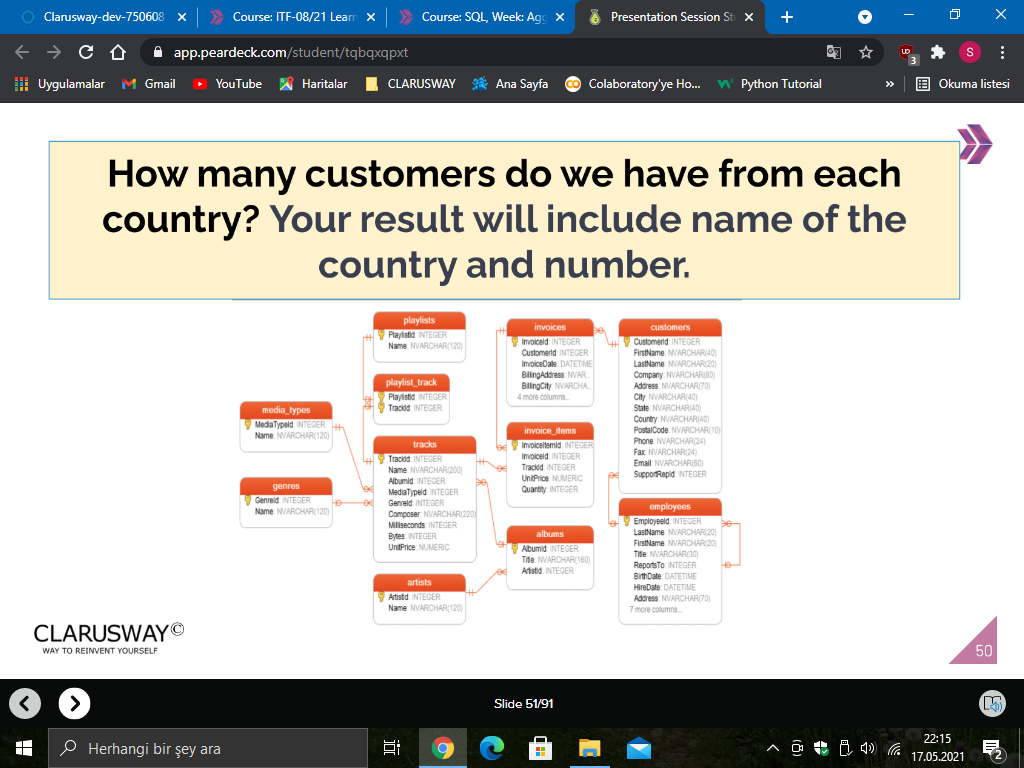 Clarusway-dev-750608
Course: ITF-08/21 Learn
Course: SQL, Week: Agg
Presentation Session St
app.peardeck.com/student/tqbqxqpxt
S
3
Uygulamalar
Gmail
YouTube
Haritalar
CLARUSWAY
Ana Sayfa
Colaboratory'ye Ho...
Python Tutorial
»
Okuma listesi
How many customers do we have from each
country? Your result will include name of the
country and number.
playlists
PlaylistId INTEGER
Name: NVARCHAR(120)
playlist_track
PlaylistId: INTEGER
TrackId: INTEGER
media_types
MediaTypeId: INTEGER
Name: NVARCHAR(120)
genres
GenreId: INTEGER
Name: NVARCHAR(120)
tracks
TrackId: INTEGER
Name: NVARCHAR(200)
AlbumId: INTEGER
MediaTypeId: INTEGER
GenreId: INTEGER
Composer: NVARCHAR(220)
Milliseconds: INTEGER
Bytes: INTEGER
UnitPrice: NUMERIC
artists
ArtistId: INTEGER
Name: NVARCHAR(120)
invoices
InvoiceId: INTEGER
CustomerId: INTEGER
InvoiceDate: DATETIME
BillingAddress: NVAR...
BillingCity: NVARCHA...
4 more columns...
invoice_items
InvoiceItemId: INTEGER
InvoiceId: INTEGER
TrackId: INTEGER
UnitPrice: NUMERIC
Quantity: INTEGER
albums
AlbumId: INTEGER
Title: NVARCHAR(160)
ArtistId: INTEGER
customers
CustomerId: INTEGER
FirstName: NVARCHAR(40)
LastName: NVARCHAR(20)
Company: NVARCHAR(80)
Address: NVARCHAR(70)
City: NVARCHAR(40)
State: NVARCHAR(40)
Country: NVARCHAR(40)
PostalCode: NVARCHAR(10)
Phone: NVARCHAR(24)
Fax: NVARCHAR(24)
Email: NVARCHAR(60)
SupportRepId: INTEGER
employees
EmployeeId: INTEGER
LastName: NVARCHAR(20)
FirstName: NVARCHAR(20)
Title: NVARCHAR(30)
ReportsTo: INTEGER
BirthDate: DATETIME
HireDate: DATETIME
Address: NVARCHAR(70)
7 more columns...
CLARUSWAY©
WAY TO REINVENT YOURSELF
50
Slide 51/91
Herhangi bir şey ara
22:15
17.05.2021
2